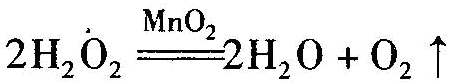 MnO₂
2H₂O₂ ══ 2H₂O + O₂ ↑